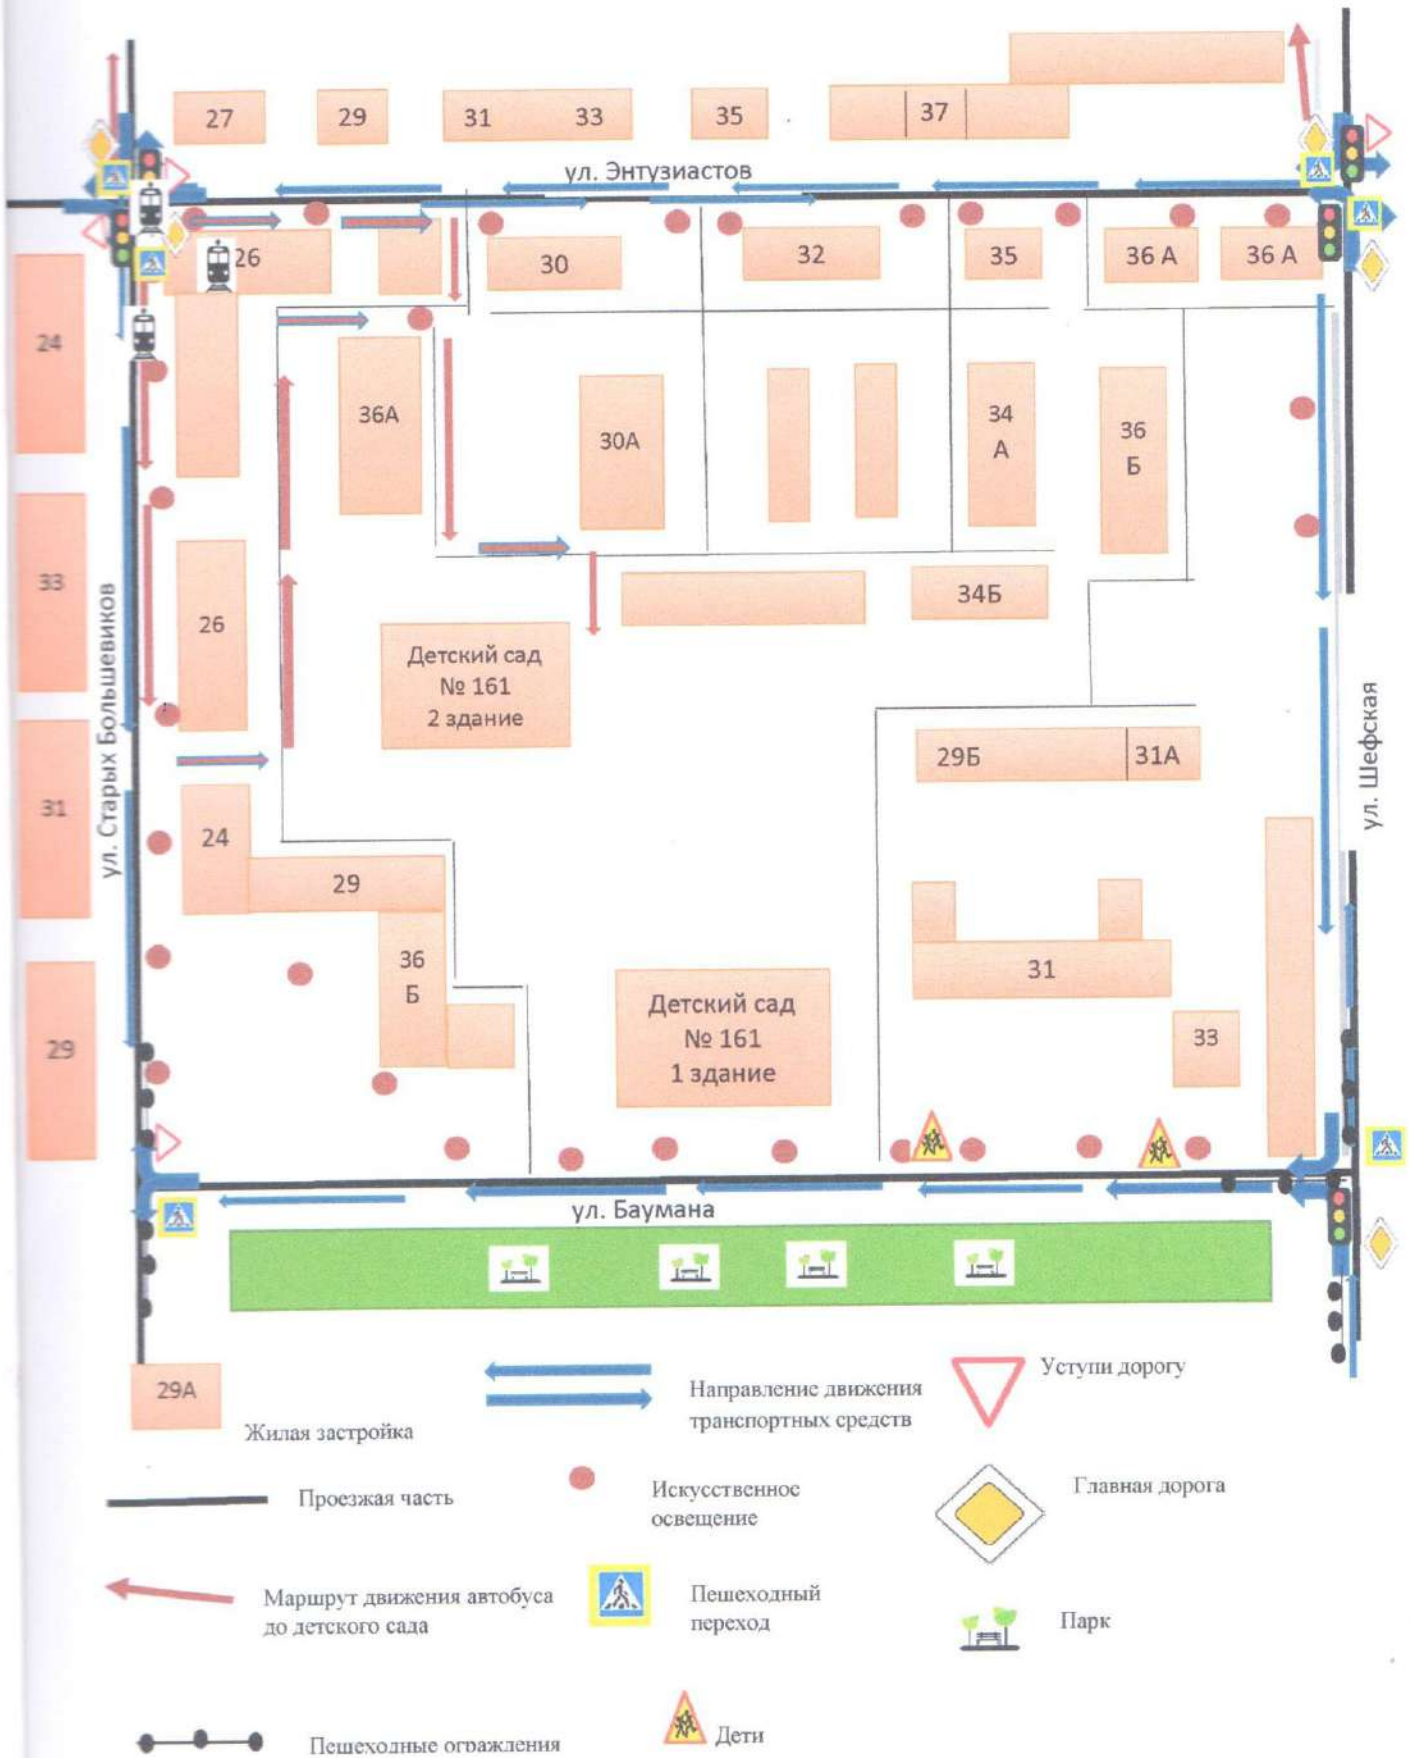 27
29
31
33
35
37
ул. Энтузиастов
26
30
32
35
36 А
36 А
24
36А
30А
34
А
36
Б
33
26
34Б
Детский сад
№ 161
2 здание
ул. Старых Большевиков
ул. Шефская
29Б
31А
31
24
29
36
Б
31
29
Детский сад
№ 161
1 здание
33
ул. Баумана
29А
Жилая застройка
Направление движения
транспортных средств
Уступи дорогу
Проезжая часть
Искусственное
освещение
Главная дорога
Маршрут движения автобуса
до детского сада
Пешеходный
переход
Парк
Пешеходные ограждения
Дети